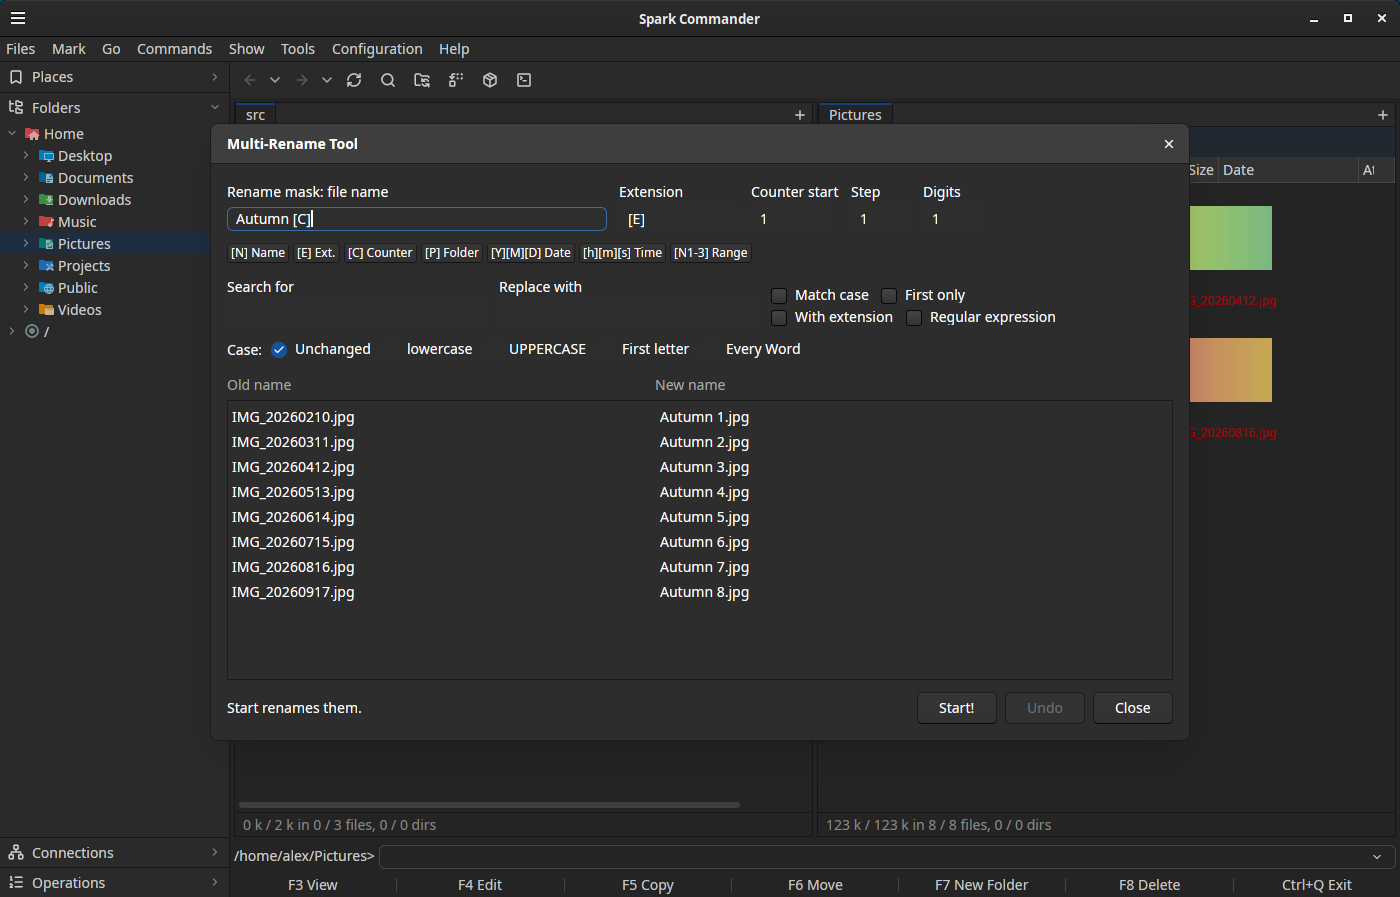 Spark Commander
Files Mark Go Commands Show Tools Configuration Help
Places
Folders
Home
Desktop
Documents
Downloads
Music
Pictures
Projects
Public
Videos
/
Connections
Operations
src
Pictures
Size Date
_20260412.jpg
_20260816.jpg
Multi-Rename Tool
Rename mask: file name Extension Counter start Step Digits
Autumn [C] [E] 1 1 1
[N] Name [E] Ext. [C] Counter [P] Folder [Y][M][D] Date [h][m][s] Time [N1-3] Range
Search for Replace with
Match case First only
With extension Regular expression
Case: Unchanged lowercase UPPERCASE First letter Every Word
Old name New name
IMG_20260210.jpg Autumn 1.jpg
IMG_20260311.jpg Autumn 2.jpg
IMG_20260412.jpg Autumn 3.jpg
IMG_20260513.jpg Autumn 4.jpg
IMG_20260614.jpg Autumn 5.jpg
IMG_20260715.jpg Autumn 6.jpg
IMG_20260816.jpg Autumn 7.jpg
IMG_20260917.jpg Autumn 8.jpg
Start renames them.
Start! Undo Close
0 k / 2 k in 0 / 3 files, 0 / 0 dirs
123 k / 123 k in 8 / 8 files, 0 / 0 dirs
/home/alex/Pictures>
F3 View F4 Edit F5 Copy F6 Move F7 New Folder F8 Delete Ctrl+Q Exit